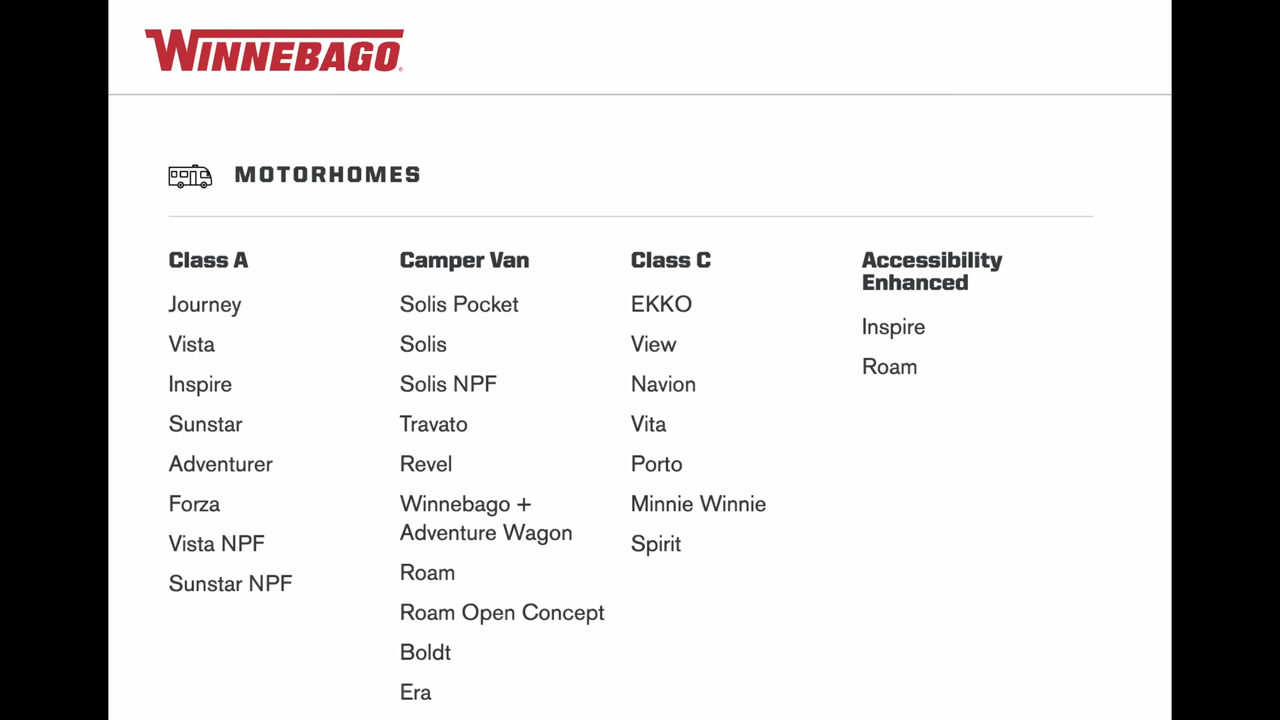 WINNEBAGO
MOTORHOMES
Class A
Journey
Vista
Inspire
Sunstar
Adventurer
Forza
Vista NPF
Sunstar NPF
Camper Van
Solis Pocket
Solis
Solis NPF
Travato
Revel
Winnebago +
Adventure Wagon
Roam
Roam Open Concept
Boldt
Era
Class C
EKKO
View
Navion
Vita
Porto
Minnie Winnie
Spirit
Accessibility
Enhanced
Inspire
Roam